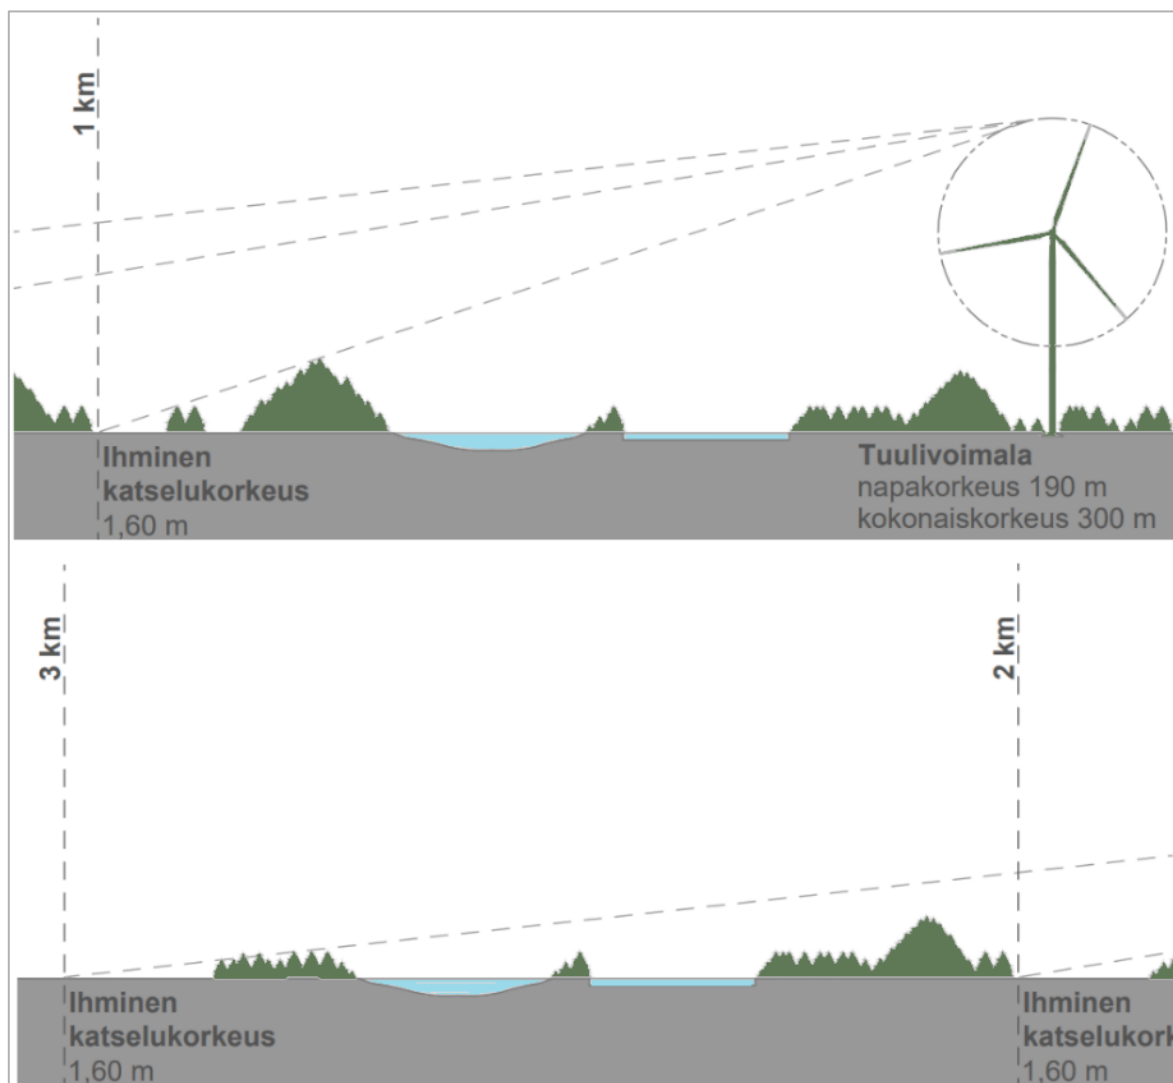 1 km
Ihminen
katselukorkeus
1,60 m
Tuulivoimala
napakorkeus 190 m
kokonaiskorkeus 300 m
3 km
2 km
Ihminen
katselukorkeus
1,60 m
Ihminen
katselukork
1,60 m